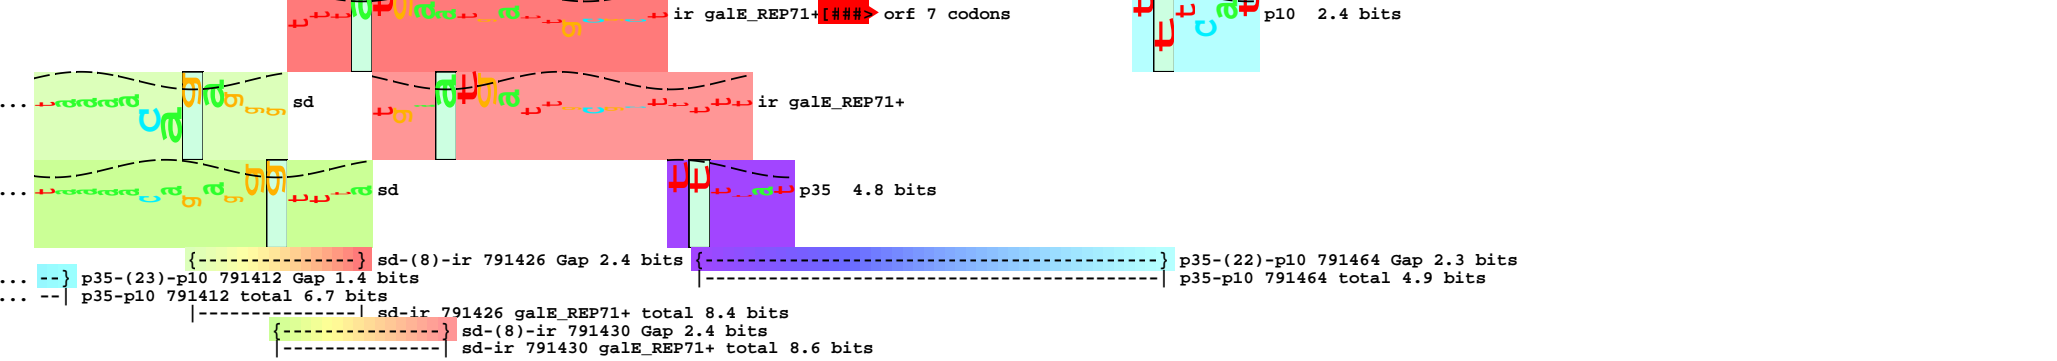 ir galE_REP71+[###> orf 7 codons
p10  2.4 bits
... sd
ir galE_REP71+
... sd
p35  4.8 bits
{---------------} sd-(8)-ir 791426 Gap 2.4 bits {-------------------------------------------} p35-(22)-p10 791464 Gap 2.3 bits
... --} p35-(23)-p10 791412 Gap 1.4 bits |-------------------------------------------| p35-p10 791464 total 4.9 bits
... --| p35-p10 791412 total 6.7 bits
|---------------| sd-ir 791426 galE_REP71+ total 8.4 bits
{---------------} sd-(8)-ir 791430 Gap 2.4 bits
|---------------| sd-ir 791430 galE_REP71+ total 8.6 bits